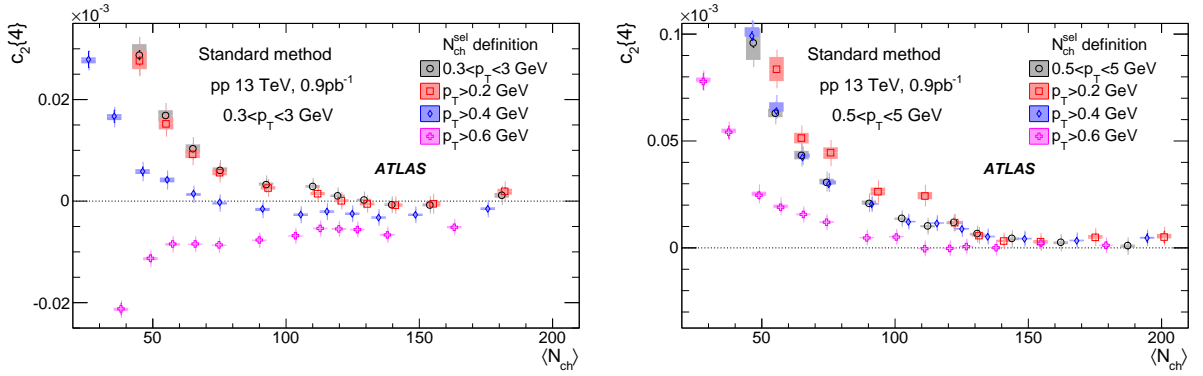 ×10⁻³
c₂{4}
0.02
0
-0.02
Standard method
pp 13 TeV, 0.9pb⁻¹
0.3<p_T<3 GeV
N_ch^sel definition
0.3<p_T<3 GeV
p_T>0.2 GeV
p_T>0.4 GeV
p_T>0.6 GeV
ATLAS
50 100 150 200
⟨N_ch⟩
×10⁻³
c₂{4}
0.1
0.05
0
Standard method
pp 13 TeV, 0.9pb⁻¹
0.5<p_T<5 GeV
N_ch^sel definition
0.5<p_T<5 GeV
p_T>0.2 GeV
p_T>0.4 GeV
p_T>0.6 GeV
ATLAS
50 100 150 200
⟨N_ch⟩